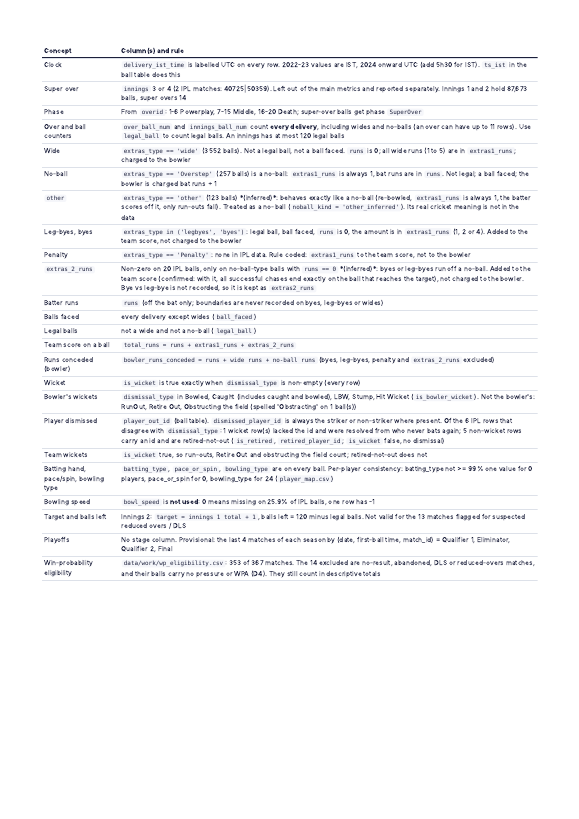 Concept Column(s) and rule
Clock delivery_ist_time is labelled UTC on every row. 2022–23 values are IST, 2024 onward UTC (add 5h30 for IST). ts_ist in the
ball table does this
Super over innings 3 or 4 (2 IPL matches: 40725|50359). Left out of the main metrics and reported separately. Innings 1 and 2 hold 87,673
balls, super overs 14
Phase From overid: 1–6 Powerplay, 7–15 Middle, 16–20 Death; super-over balls get phase SuperOver
Over and ball over_ball_num and innings_ball_num count every delivery, including wides and no-balls (an over can have up to 11 rows). Use
counters legal_ball to count legal balls. An innings has at most 120 legal balls
Wide extras_type == 'wide' (3552 balls). Not a legal ball, not a ball faced. runs is 0; all wide runs (1 to 5) are in extras1_runs;
charged to the bowler
No-ball extras_type == 'Overstep' (257 balls) is a no-ball: extras1_runs is always 1, bat runs are in runs. Not legal; a ball faced; the
bowler is charged bat runs + 1
other extras_type == 'other' (123 balls) *(inferred)*: behaves exactly like a no-ball (re-bowled, extras1_runs is always 1, the batter
scores off it, only run-outs fall). Treated as a no-ball (noball_kind = 'other_inferred'). Its real cricket meaning is not in the
data
Leg-byes, byes extras_type in ('legbyes', 'byes'): legal ball, ball faced, runs is 0, the amount is in extras1_runs (1, 2 or 4). Added to the
team score, not charged to the bowler
Penalty extras_type == 'Penalty': none in IPL data. Rule coded: extras1_runs to the team score, not to the bowler
extras_2_runs Non-zero on 20 IPL balls, only on no-ball-type balls with runs == 0 *(inferred)*: byes or leg-byes run off a no-ball. Added to the
team score (confirmed: with it, all successful chases end exactly on the ball that reaches the target), not charged to the bowler.
Bye vs leg-bye is not recorded, so it is kept as extras2_runs
Batter runs runs (off the bat only; boundaries are never recorded on byes, leg-byes or wides)
Balls faced every delivery except wides (ball_faced)
Legal balls not a wide and not a no-ball (legal_ball)
Team score on a ball total_runs = runs + extras1_runs + extras_2_runs
Runs conceded bowler_runs_conceded = runs + wide runs + no-ball runs (byes, leg-byes, penalty and extras_2_runs excluded)
(bowler)
Wicket is_wicket is true exactly when dismissal_type is non-empty (every row)
Bowler's wickets dismissal_type in Bowled, Caught (includes caught and bowled), LBW, Stump, Hit Wicket (is_bowler_wicket). Not the bowler's:
RunOut, Retire Out, Obstructing the field (spelled 'Obstracting' on 1 ball(s))
Player dismissed player_out_id (ball table). dismissed_player_id is always the striker or non-striker where present. Of the 6 IPL rows that
disagree with dismissal_type: 1 wicket row(s) lacked the id and were resolved from who never bats again; 5 non-wicket rows
carry an id and are retired-not-out (is_retired, retired_player_id; is_wicket false, no dismissal)
Team wickets is_wicket true, so run-outs, Retire Out and obstructing the field count; retired-not-out does not
Batting hand, batting_type, pace_or_spin, bowling_type are on every ball. Per-player consistency: batting_type not >= 99% one value for 0
pace/spin, bowling players, pace_or_spin for 0, bowling_type for 24 (player_map.csv)
type
Bowling speed bowl_speed is not used: 0 means missing on 25.9% of IPL balls, one row has -1
Target and balls left Innings 2: target = innings 1 total + 1, balls left = 120 minus legal balls. Not valid for the 13 matches flagged for suspected
reduced overs / DLS
Playoffs No stage column. Provisional: the last 4 matches of each season by (date, first-ball time, match_id) = Qualifier 1, Eliminator,
Qualifier 2, Final
Win-probability data/work/wp_eligibility.csv: 353 of 367 matches. The 14 excluded are no-result, abandoned, DLS or reduced-overs matches,
eligibility and their balls carry no pressure or WPA (D4). They still count in descriptive totals